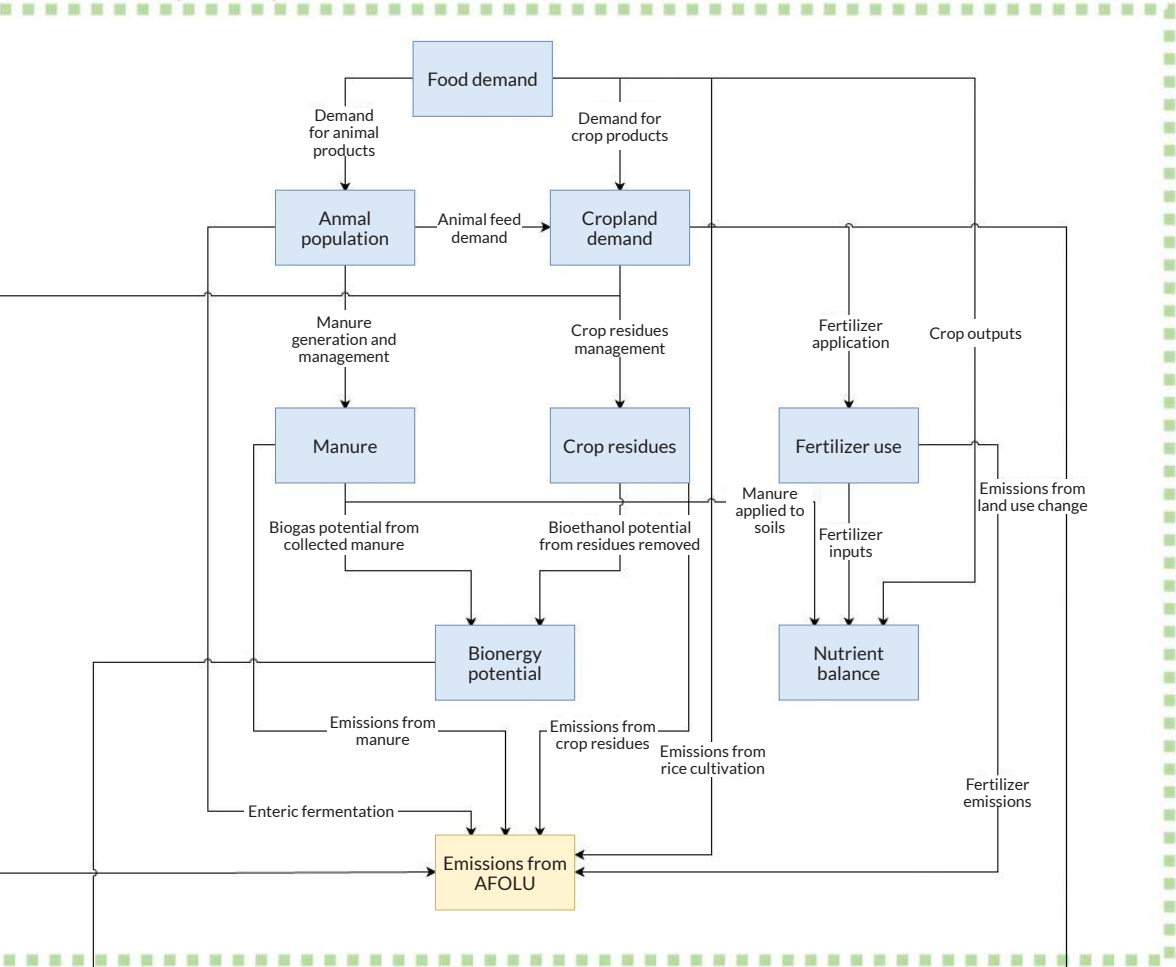 Food demand
Demand
for animal
products
Demand for
crop products
Anmal
population
Animal feed
demand
Cropland
demand
Manure
generation and
management
Crop residues
management
Fertilizer
application
Crop outputs
Manure
Crop residues
Fertilizer use
Manure
applied to
soils
Emissions from
land use change
Biogas potential from
collected manure
Bioethanol potential
from residues removed
Fertilizer
inputs
Bionergy
potential
Nutrient
balance
Emissions from
manure
Emissions from
crop residues
Emissions from
rice cultivation
Fertilizer
emissions
Enteric fermentation
Emissions from
AFOLU